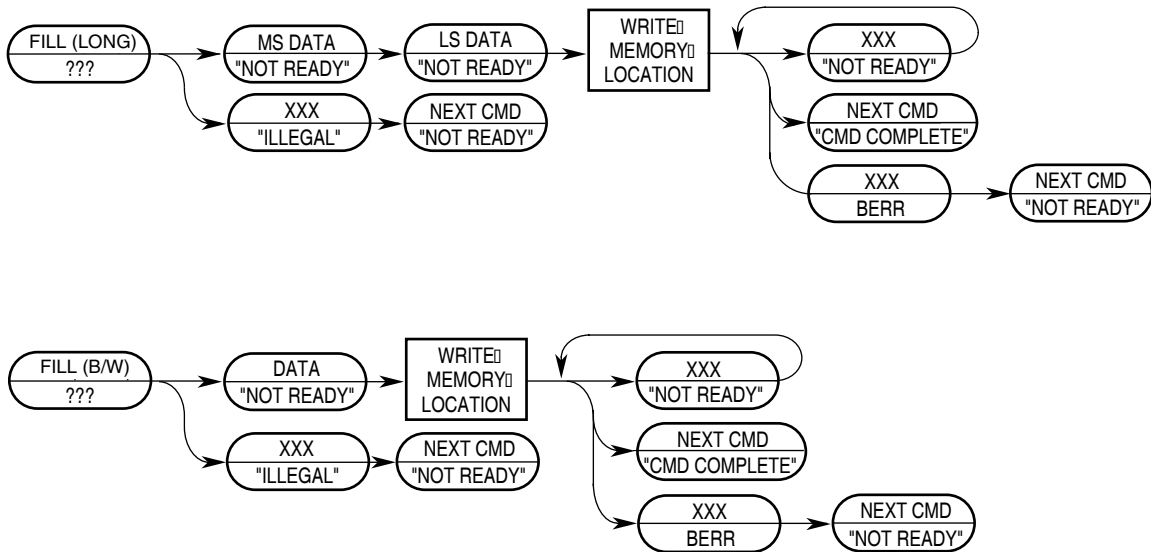 FILL (LONG)
???
MS DATA
"NOT READY"
LS DATA
"NOT READY"
WRITE▯
MEMORY▯
LOCATION
XXX
"NOT READY"
XXX
"ILLEGAL"
NEXT CMD
"NOT READY"
NEXT CMD
"CMD COMPLETE"
XXX
BERR
NEXT CMD
"NOT READY"
FILL (B/W)
???
DATA
"NOT READY"
WRITE▯
MEMORY▯
LOCATION
XXX
"NOT READY"
XXX
"ILLEGAL"
NEXT CMD
"NOT READY"
NEXT CMD
"CMD COMPLETE"
XXX
BERR
NEXT CMD
"NOT READY"